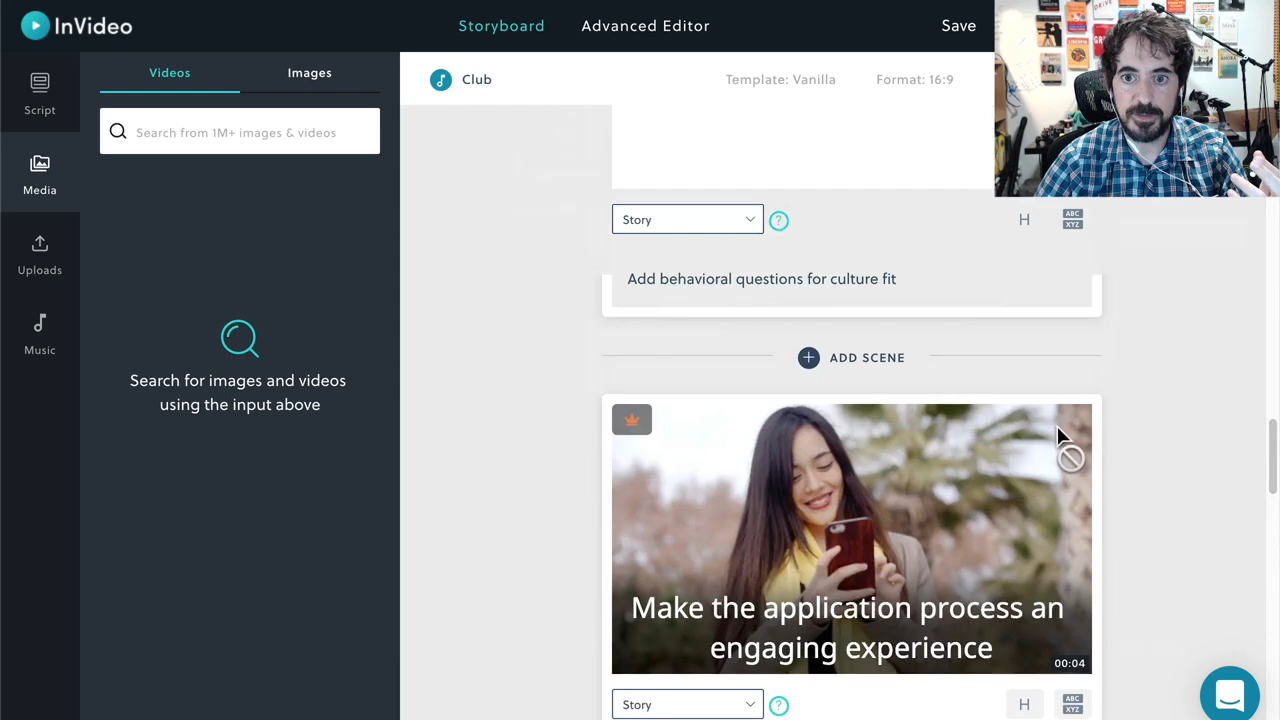 InVideo
Storyboard
Advanced Editor
Save
Script
Media
Uploads
Music
Videos
Images
Search from 1M+ images & videos
Search for images and videos
using the input above
Club
Template: Vanilla
Format: 16:9
Story
?
H
ABC
XYZ
Add behavioral questions for culture fit
+ ADD SCENE
Make the application process an
engaging experience
00:04
Story
?
H
ABC
XYZ